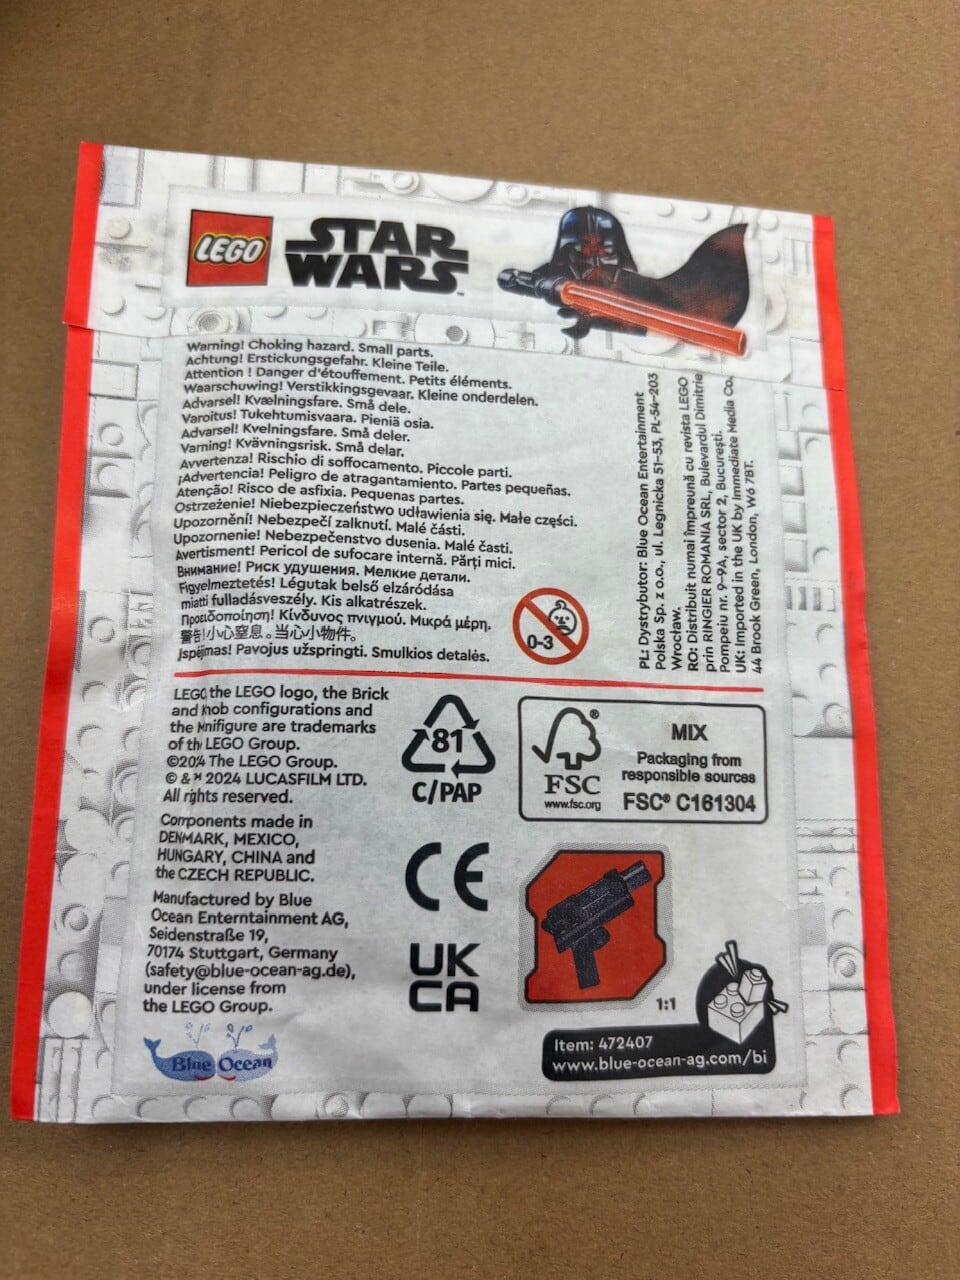 LEGO
STAR
WARS™
Warning! Choking hazard. Small parts.
Achtung! Erstickungsgefahr. Kleine Teile.
Attention ! Danger d'étouffement. Petits éléments.
Waarschuwing! Verstikkingsgevaar. Kleine onderdelen.
Advarsel! Kvælningsfare. Små dele.
Varoitus! Tukehtumisvaara. Pieniä osia.
Advarsel! Kvelningsfare. Små deler.
Varning! Kvävningsrisk. Små delar.
Avvertenza! Rischio di soffocamento. Piccole parti.
¡Advertencia! Peligro de atragantamiento. Partes pequeñas.
Atenção! Risco de asfixia. Pequenas partes.
Ostrzeżenie! Niebezpieczeństwo udławienia się. Małe części.
Upozornění! Nebezpečí zalknutí. Malé části.
Upozornenie! Nebezpečenstvo dusenia. Malé časti.
Avertisment! Pericol de sufocare internă. Părți mici.
Внимание! Риск удушения. Мелкие детали.
Figyelmeztetés! Légutak belső elzáródása
miatti fulladásveszély. Kis alkatrészek.
Προειδοποίηση! Κίνδυνος πνιγμού. Μικρά μέρη.
警告!小心窒息。当心小物件。
Įspėjimas! Pavojus užspringti. Smulkios detalės.
0-3
PL: Dystrybutor: Blue Ocean Entertainment
Polska Sp. z o.o., ul. Legnicka 51-53, PL-54-203
Wrocław.
RO: Distribuit numai împreună cu revista LEGO
prin RINGIER ROMANIA SRL, Bulevardul Dimitrie
Pompeiu nr. 9-9A, sector 2, București.
UK: Imported in the UK by Immediate Media Co.
44 Brook Green, London, W6 7BT.
LEGO the LEGO logo, the Brick
and Knob configurations and
the Minifigure are trademarks
of the LEGO Group.
©2024 The LEGO Group.
© & ™ 2024 LUCASFILM LTD.
All rights reserved.
Components made in
DENMARK, MEXICO,
HUNGARY, CHINA and
the CZECH REPUBLIC.
Manufactured by Blue
Ocean Enterntainment AG,
Seidenstraße 19,
70174 Stuttgart, Germany
(safety@blue-ocean-ag.de),
under license from
the LEGO Group.
Blue Ocean
81
C/PAP
CE
UK
CA
FSC®
www.fsc.org
MIX
Packaging from
responsible sources
FSC® C161304
1:1
Item: 472407
www.blue-ocean-ag.com/bi